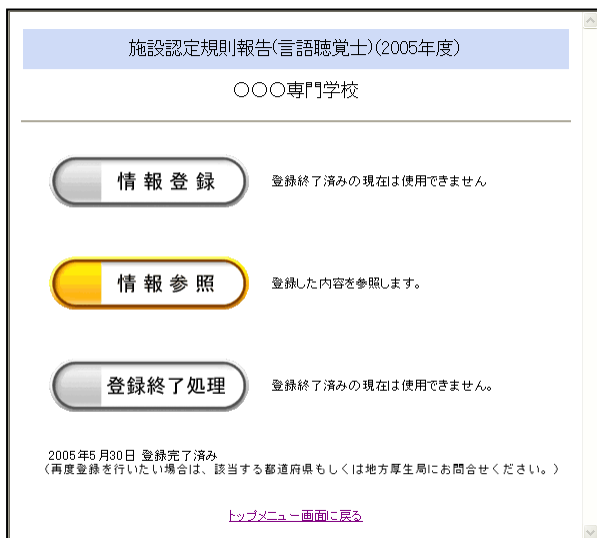 施設認定規則報告(言語聴覚士)(2005年度)
○○○専門学校
情報登録 登録終了済みの現在は使用できません
情報参照 登録した内容を参照します。
登録終了処理 登録終了済みの現在は使用できません。
2005年5月30日 登録完了済み
（再度登録を行いたい場合は、該当する都道府県もしくは地方厚生局にお問合せください。）
トップメニュー画面に戻る